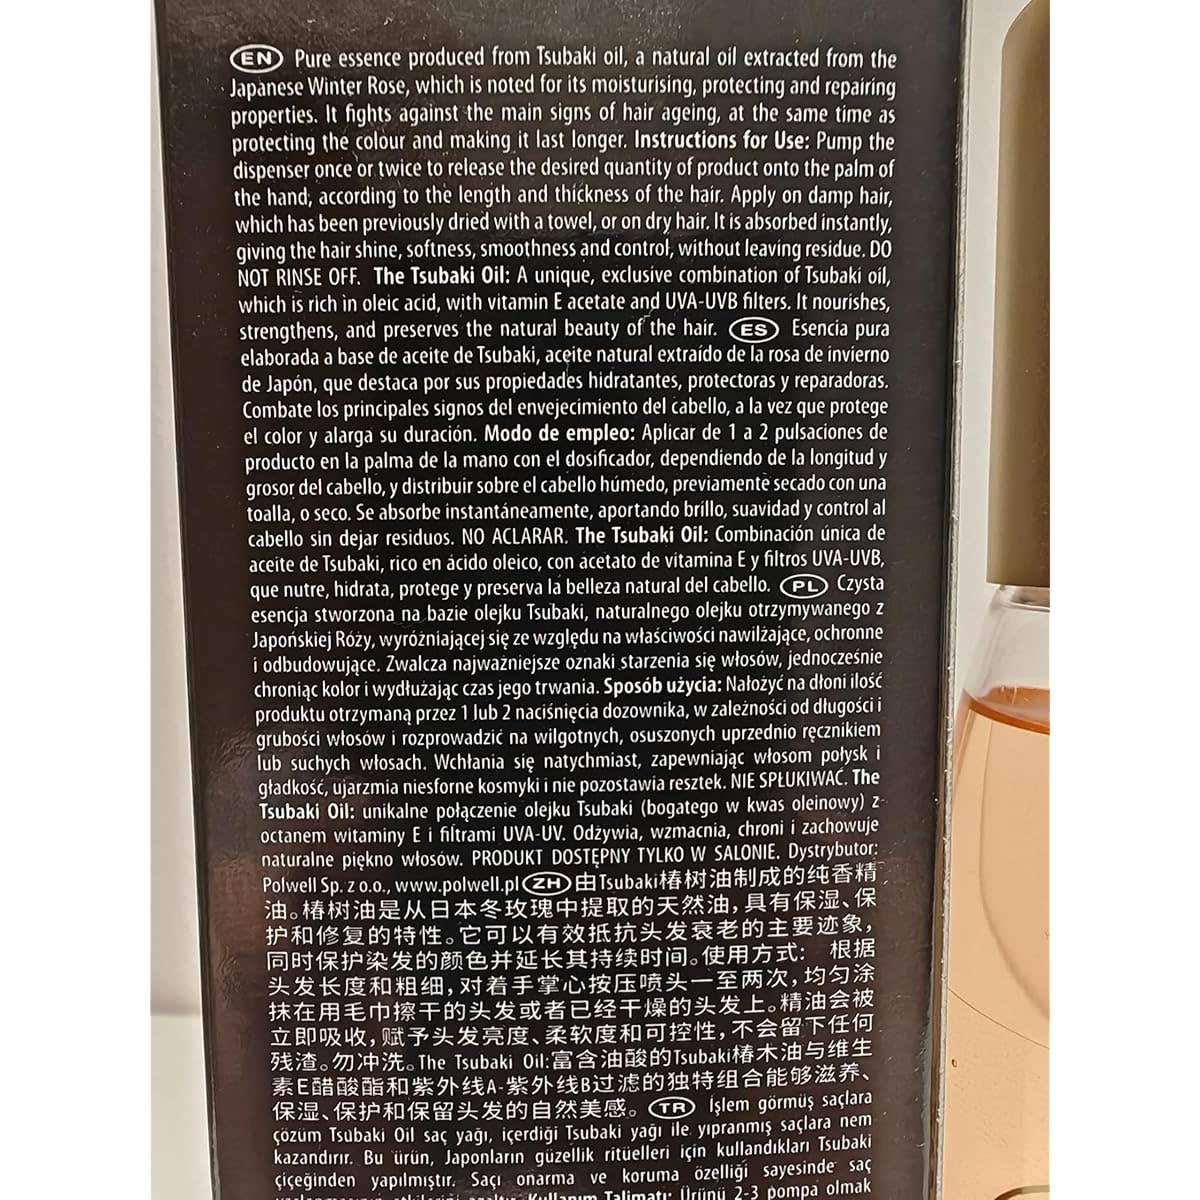 EN Pure essence produced from Tsubaki oil, a natural oil extracted from the
Japanese Winter Rose, which is noted for its moisturising, protecting and repairing
properties. It fights against the main signs of hair ageing, at the same time as
protecting the colour and making it last longer. Instructions for Use: Pump the
dispenser once or twice to release the desired quantity of product onto the palm of
the hand, according to the length and thickness of the hair. Apply on damp hair,
which has been previously dried with a towel, or on dry hair. It is absorbed instantly,
giving the hair shine, softness, smoothness and control, without leaving residue. DO
NOT RINSE OFF. The Tsubaki Oil: A unique, exclusive combination of Tsubaki oil,
which is rich in oleic acid, with vitamin E acetate and UVA-UVB filters. It nourishes,
strengthens, and preserves the natural beauty of the hair. ES Esencia pura
elaborada a base de aceite de Tsubaki, aceite natural extraído de la rosa de invierno
de Japón, que destaca por sus propiedades hidratantes, protectoras y reparadoras.
Combate los principales signos del envejecimiento del cabello, a la vez que protege
el color y alarga su duración. Modo de empleo: Aplicar de 1 a 2 pulsaciones de
producto en la palma de la mano con el dosificador, dependiendo de la longitud y
grosor del cabello, y distribuir sobre el cabello húmedo, previamente secado con una
toalla, o seco. Se absorbe instantáneamente, aportando brillo, suavidad y control al
cabello sin dejar residuos. NO ACLARAR. The Tsubaki Oil: Combinación única de
aceite de Tsubaki, rico en ácido oleico, con acetato de vitamina E y filtros UVA-UVB,
que nutre, hidrata, protege y preserva la belleza natural del cabello. PL Czysta
esencja stworzona na bazie olejku Tsubaki, naturalnego olejku otrzymywanego z
Japońskiej Róży, wyróżniającej się ze względu na właściwości nawilżające, ochronne
i odbudowujące. Zwalcza najważniejsze oznaki starzenia się włosów, jednocześnie
chroniąc kolor i wydłużając czas jego trwania. Sposób użycia: Nałożyć na dłoni ilość
produktu otrzymaną przez 1 lub 2 naciśnięcia dozownika, w zależności od długości i
grubości włosów i rozprowadzić na wilgotnych, osuszonych uprzednio ręcznikiem
lub suchych włosach. Wchłania się natychmiast, zapewniając włosom połysk i
gładkość, ujarzmia niesforne kosmyki i nie pozostawia resztek. NIE SPŁUKIWAĆ. The
Tsubaki Oil: unikalne połączenie olejku Tsubaki (bogatego w kwas oleinowy) z
octanem witaminy E i filtrami UVA-UV. Odżywia, wzmacnia, chroni i zachowuje
naturalne piękno włosów. PRODUKT DOSTĘPNY TYLKO W SALONIE. Dystrybutor:
Polwell Sp. z o.o., www.polwell.pl ZH 由Tsubaki椿树油制成的纯香精
油。椿树油是从日本冬玫瑰中提取的天然油,具有保湿、保
护和修复的特性。它可以有效抵抗头发衰老的主要迹象,
同时保护染发的颜色并延长其持续时间。使用方式: 根据
头发长度和粗细,对着手掌心按压喷头一至两次,均匀涂
抹在用毛巾擦干的头发或者已经干燥的头发上。精油会被
立即吸收,赋予头发亮度、柔软度和可控性,不会留下任何
残渣。勿冲洗。The Tsubaki Oil:富含油酸的Tsubaki椿木油与维生
素E醋酸酯和紫外线A-紫外线B过滤的独特组合能够滋养、
保湿、保护和保留头发的自然美感。 TR İşlem görmüş saçlara
çözüm Tsubaki Oil saç yağı, içerdiği Tsubaki yağı ile yıpranmış saçlara nem
kazandırır. Bu ürün, Japonların güzellik ritüelleri için kullandıkları Tsubaki
çiçeğinden yapılmıştır. Saçı onarma ve koruma özelliği sayesinde saç
Kullanım Talimatı: Ürünü 2-3 pompa olmak